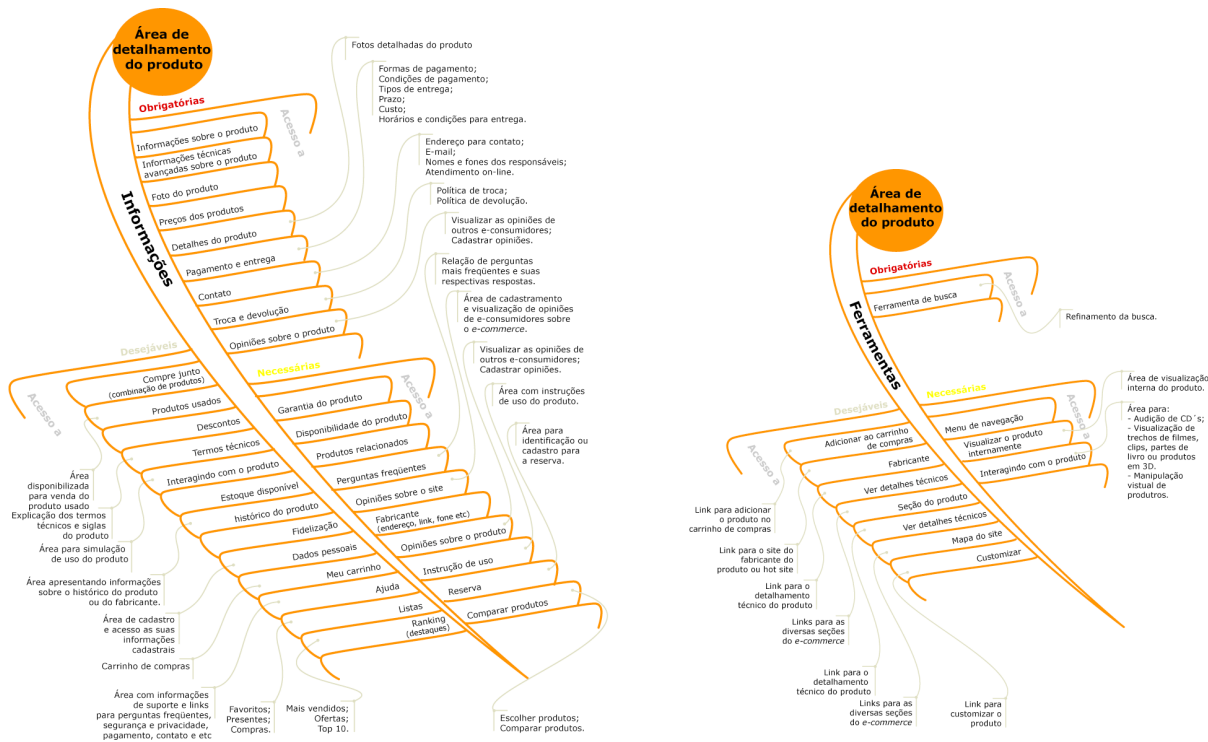 Área de
detalhamento
do produto
Informações
Obrigatórias
Acesso a
Informações sobre o produto
Informações técnicas
avançadas sobre o produto
Foto do produto
Preços dos produtos
Detalhes do produto
Pagamento e entrega
Contato
Troca e devolução
Opiniões sobre o produto
Fotos detalhadas do produto
Formas de pagamento;
Condições de pagamento;
Tipos de entrega;
Prazo;
Custo;
Horários e condições para entrega.
Endereço para contato;
E-mail;
Nomes e fones dos responsáveis;
Atendimento on-line.
Política de troca;
Política de devolução.
Visualizar as opiniões de
outros e-consumidores;
Cadastrar opiniões.
Necessárias
Acesso a
Garantia do produto
Disponibilidade do produto
Produtos relacionados
Perguntas freqüentes
Opiniões sobre o site
Fabricante
(endereço, link, fone etc)
Opiniões sobre o produto
Instrução de uso
Reserva
Comparar produtos
Relação de perguntas
mais freqüentes e suas
respectivas respostas.
Área de cadastramento
e visualização de opiniões
de e-consumidores sobre
o e-commerce.
Visualizar as opiniões de
outros e-consumidores;
Cadastrar opiniões.
Área com instruções
de uso do produto.
Área para
identificação ou
cadastro para
a reserva.
Escolher produtos;
Comparar produtos.
Desejáveis
Acesso a
Compre junto
(combinação de produtos)
Produtos usados
Descontos
Termos técnicos
Interagindo com o produto
Estoque disponível
histórico do produto
Fidelização
Dados pessoais
Meu carrinho
Ajuda
Listas
Ranking
(destaques)
Área
disponibilizada
para venda do
produto usado
Explicação dos termos
técnicos e siglas
do produto
Área para simulação
de uso do produto
Área apresentando informações
sobre o histórico do produto
ou do fabricante.
Área de cadastro
e acesso as suas
informações
cadastrais
Carrinho de compras
Área com informações
de suporte e links
para perguntas freqüentes,
segurança e privacidade,
pagamento, contato e etc
Favoritos;
Presentes;
Compras.
Mais vendidos;
Ofertas;
Top 10.
Área de
detalhamento
do produto
Ferramentas
Obrigatórias
Acesso a
Ferramenta de busca
Refinamento da busca.
Necessárias
Acesso a
Menu de navegação
Visualizar o produto
internamente
Interagindo com o produto
Área de visualização
interna do produto.
Área para:
- Audição de CD´s;
- Visualização de
trechos de filmes,
clips, partes de
livro ou produtos
em 3D.
- Manipulação
vistual de
produtros.
Desejáveis
Acesso a
Adicionar ao carrinho
de compras
Fabricante
Ver detalhes técnicos
Seção do produto
Ver detalhes técnicos
Mapa do site
Customizar
Link para adicionar
o produto no
carrinho de compras
Link para o site do
fabricante do
produto ou hot site
Link para o
detalhamento
técnico do produto
Links para as
diversas seções
do e-commerce
Link para o
detalhamento
técnico do produto
Links para as
diversas seções
do e-commerce
Link para
customizar o
produto